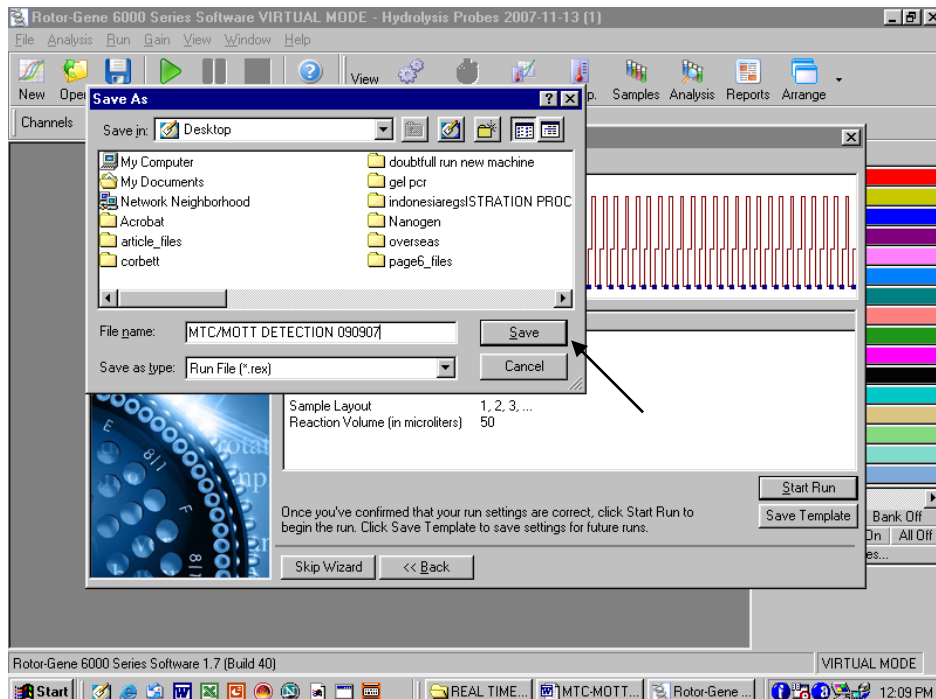 Rotor-Gene 6000 Series Software VIRTUAL MODE - Hydrolysis Probes 2007-11-13 (1)
File Analysis Run Gain View Window Help
View
New Samples Analysis Reports Arrange
Channels
Save As
Save in: Desktop
My Computer
My Documents
Network Neighborhood
Acrobat
article_files
corbett
doubtfull run new machine
gel pcr
indonesiaregsISTRATION PROC
Nanogen
overseas
page6_files
File name: MTC/MOTT DETECTION 090907 Save
Save as type: Run File (*.rex) Cancel
Sample Layout 1, 2, 3, ...
Reaction Volume (in microliters) 50
Start Run
Once you've confirmed that your run settings are correct, click Start Run to
begin the run. Click Save Template to save settings for future runs.
Save Template
Bank Off
All Off
Skip Wizard << Back
Rotor-Gene 6000 Series Software 1.7 (Build 40) VIRTUAL MODE
Start REAL TIME... MTC-MOTT... Rotor-Gene ... 12:09 PM